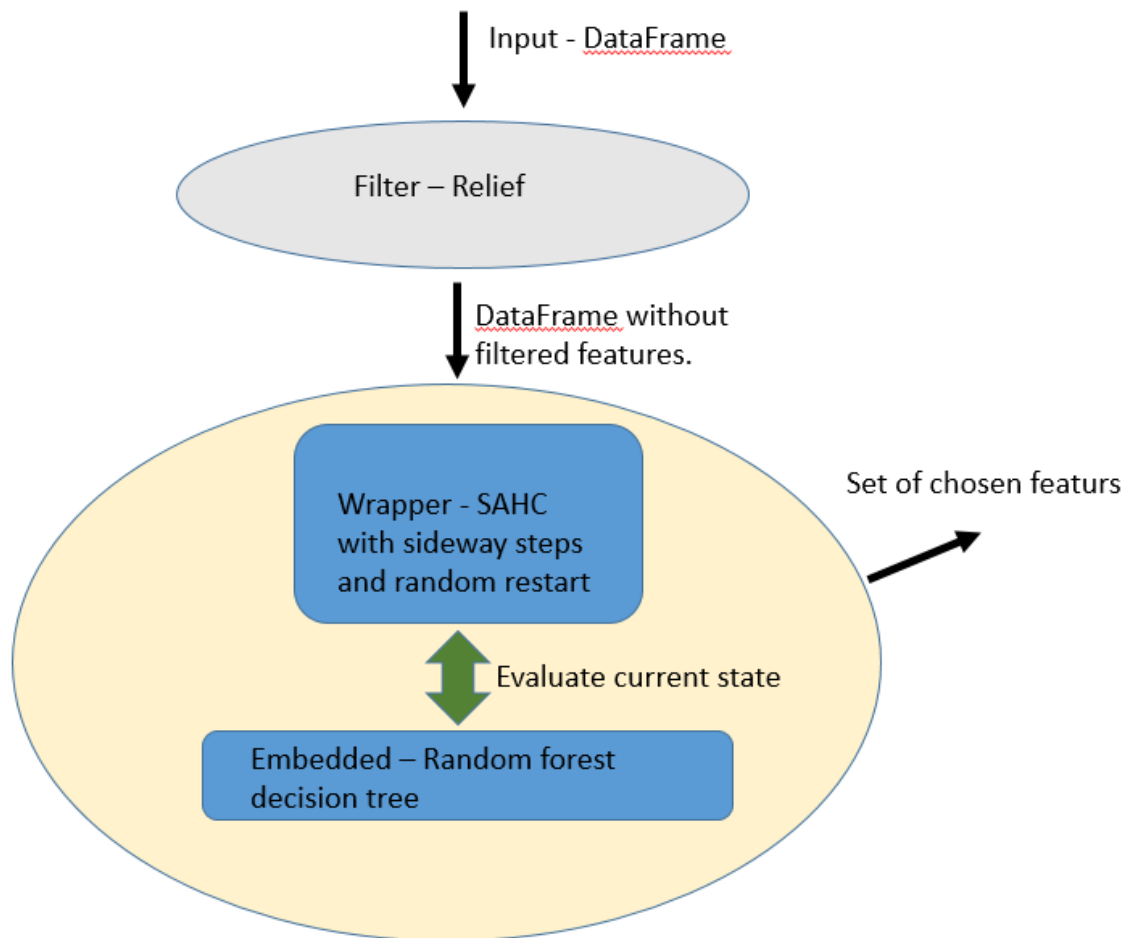 Input - DataFrame
Filter – Relief
DataFrame without
filtered features.
Wrapper - SAHC
with sideway steps
and random restart
Set of chosen featurs
Evaluate current state
Embedded – Random forest
decision tree